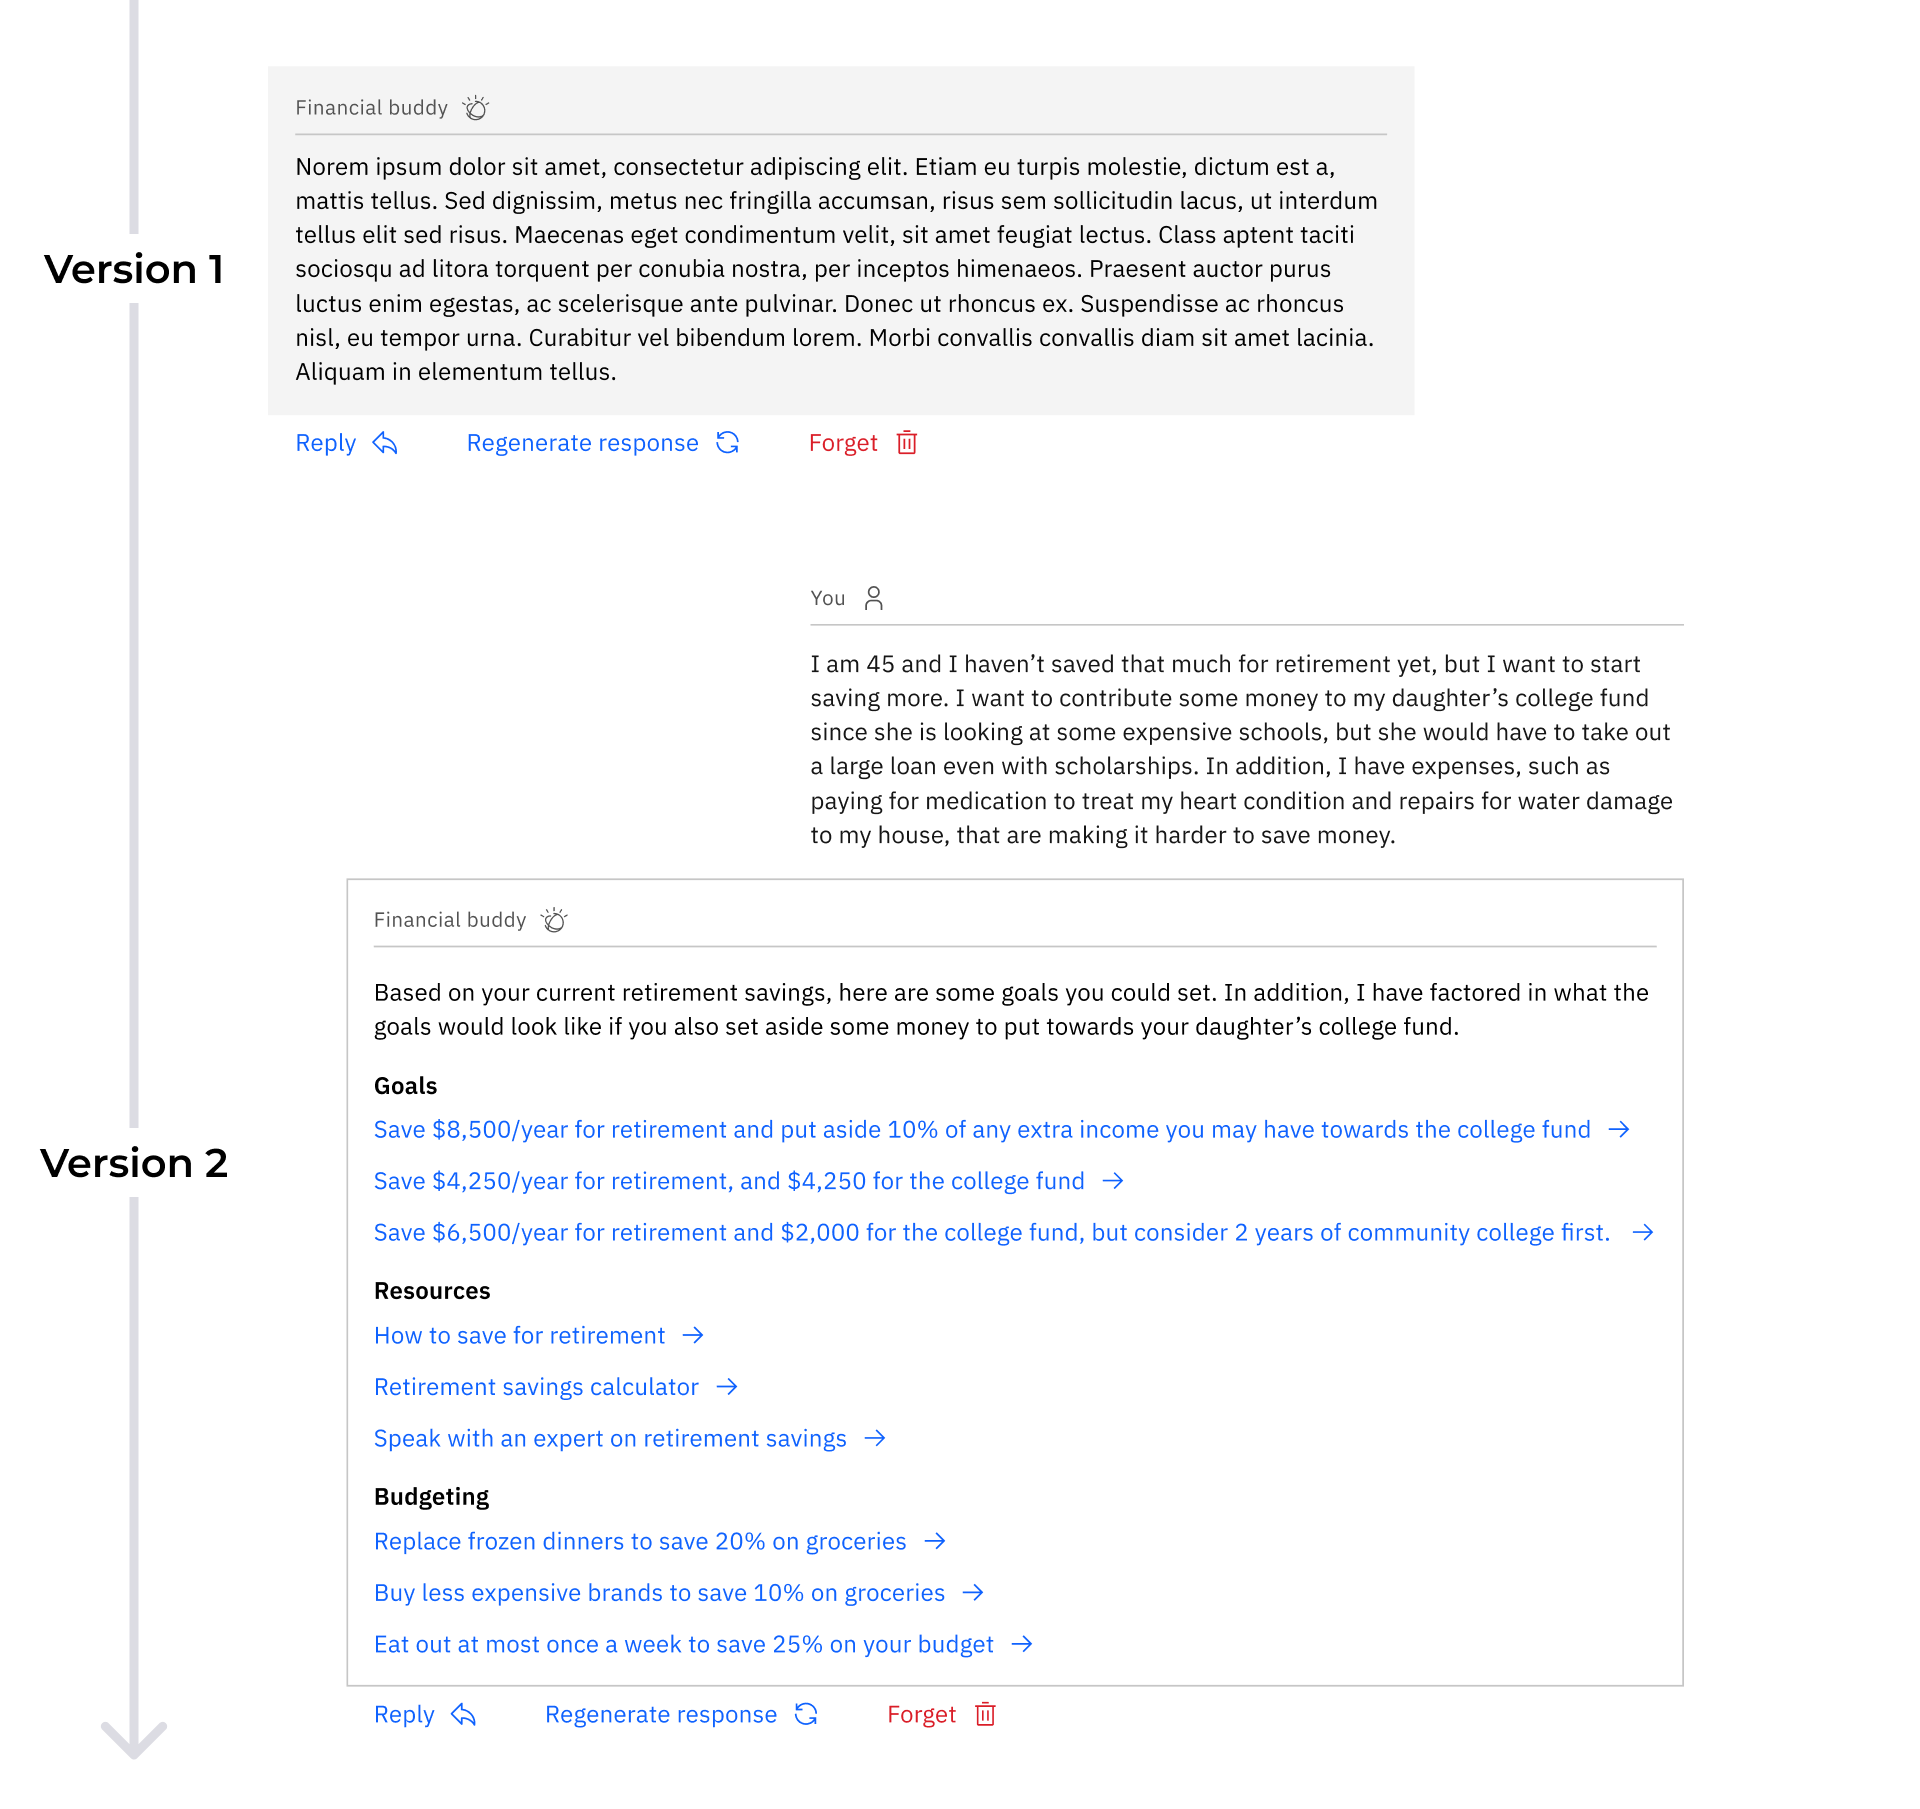 Version 1
Financial buddy
Norem ipsum dolor sit amet, consectetur adipiscing elit. Etiam eu turpis molestie, dictum est a,
mattis tellus. Sed dignissim, metus nec fringilla accumsan, risus sem sollicitudin lacus, ut interdum
tellus elit sed risus. Maecenas eget condimentum velit, sit amet feugiat lectus. Class aptent taciti
sociosqu ad litora torquent per conubia nostra, per inceptos himenaeos. Praesent auctor purus
luctus enim egestas, ac scelerisque ante pulvinar. Donec ut rhoncus ex. Suspendisse ac rhoncus
nisl, eu tempor urna. Curabitur vel bibendum lorem. Morbi convallis convallis diam sit amet lacinia.
Aliquam in elementum tellus.
Reply Regenerate response Forget
You
I am 45 and I haven’t saved that much for retirement yet, but I want to start
saving more. I want to contribute some money to my daughter’s college fund
since she is looking at some expensive schools, but she would have to take out
a large loan even with scholarships. In addition, I have expenses, such as
paying for medication to treat my heart condition and repairs for water damage
to my house, that are making it harder to save money.
Version 2
Financial buddy
Based on your current retirement savings, here are some goals you could set. In addition, I have factored in what the
goals would look like if you also set aside some money to put towards your daughter’s college fund.
Goals
Save $8,500/year for retirement and put aside 10% of any extra income you may have towards the college fund
Save $4,250/year for retirement, and $4,250 for the college fund
Save $6,500/year for retirement and $2,000 for the college fund, but consider 2 years of community college first.
Resources
How to save for retirement
Retirement savings calculator
Speak with an expert on retirement savings
Budgeting
Replace frozen dinners to save 20% on groceries
Buy less expensive brands to save 10% on groceries
Eat out at most once a week to save 25% on your budget
Reply Regenerate response Forget